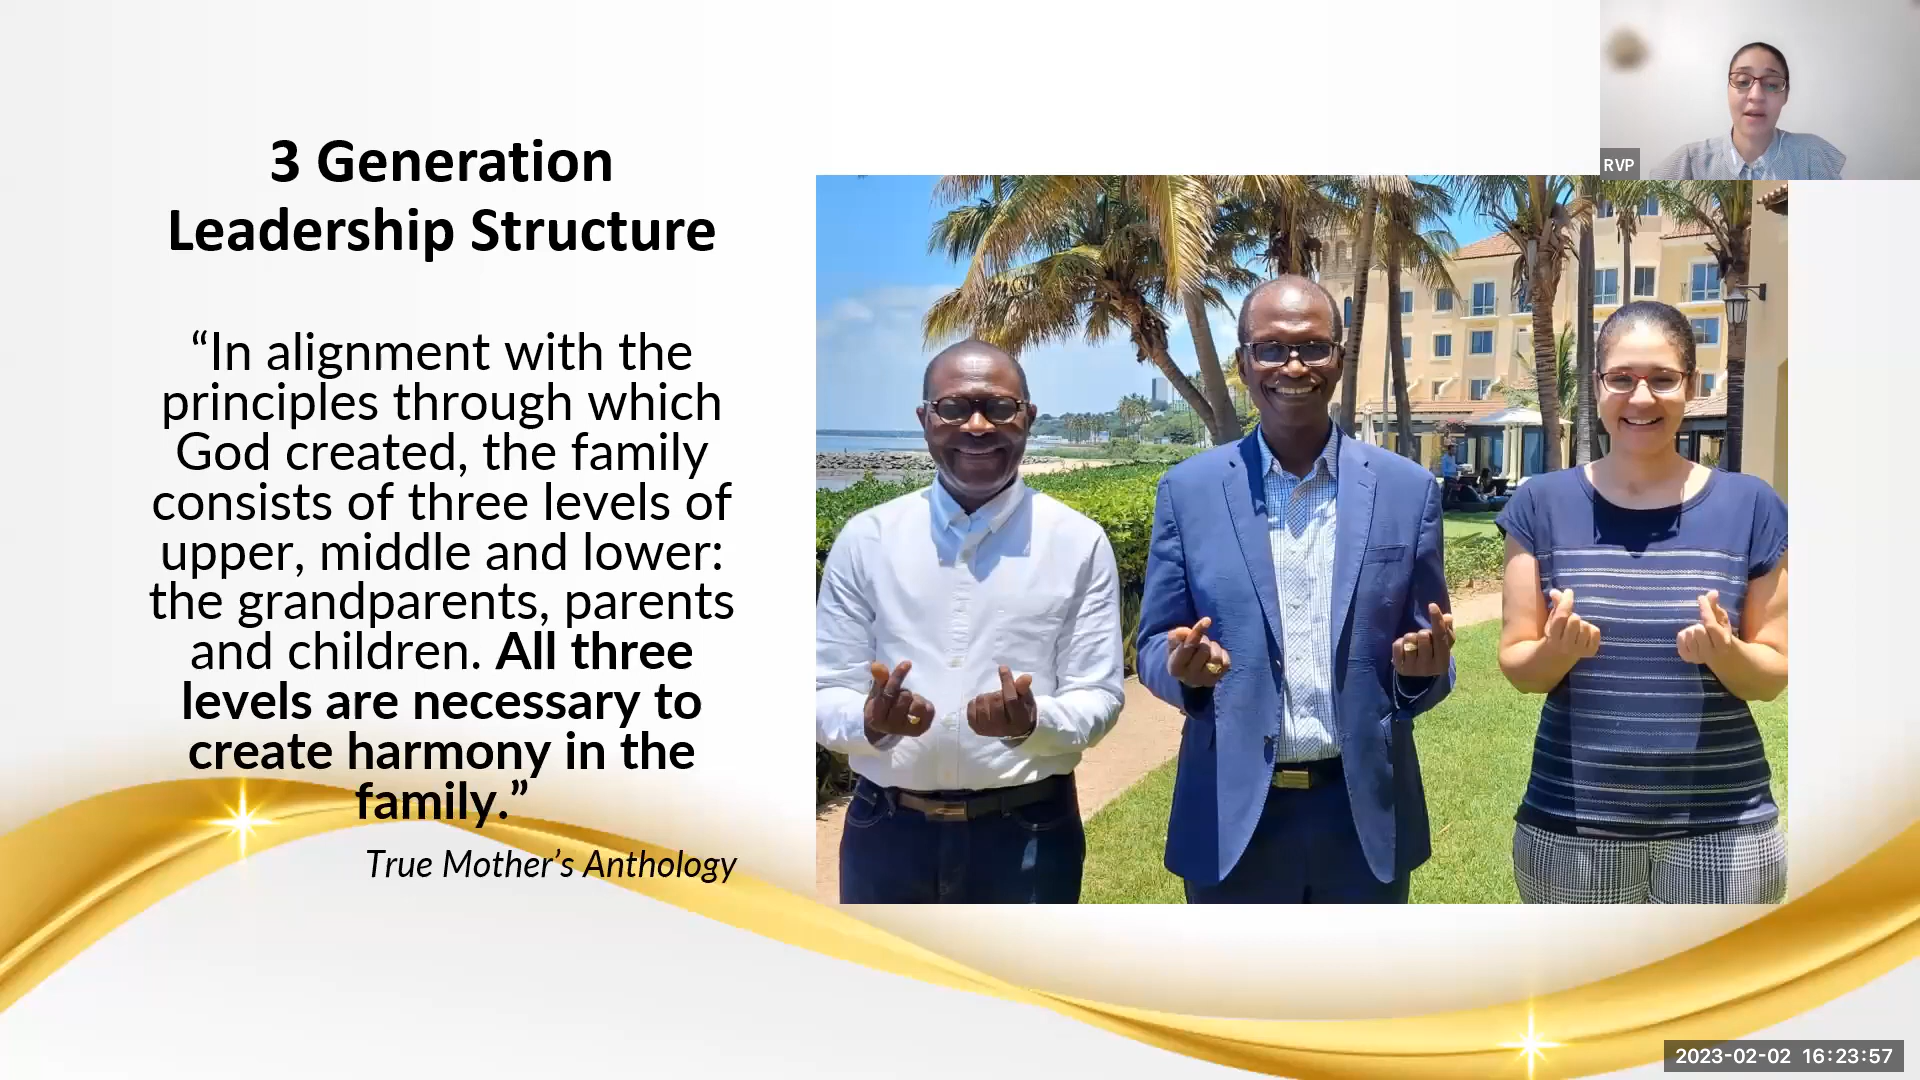 3 Generation
Leadership Structure
“In alignment with the
principles through which
God created, the family
consists of three levels of
upper, middle and lower:
the grandparents, parents
and children. All three
levels are necessary to
create harmony in the
family.”
True Mother’s Anthology
RVP
2023-02-02 16:23:57